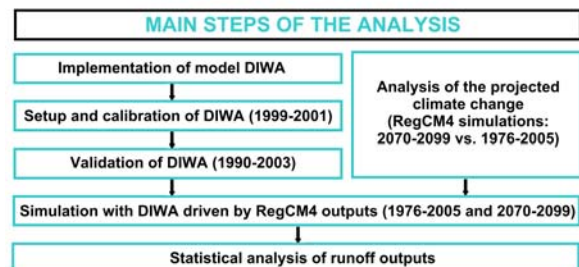 MAIN STEPS OF THE ANALYSIS
Implementation of model DIWA
Setup and calibration of DIWA (1999-2001)
Validation of DIWA (1990-2003)
Analysis of the projected
climate change
(RegCM4 simulations:
2070-2099 vs. 1976-2005)
Simulation with DIWA driven by RegCM4 outputs (1976-2005 and 2070-2099)
Statistical analysis of runoff outputs